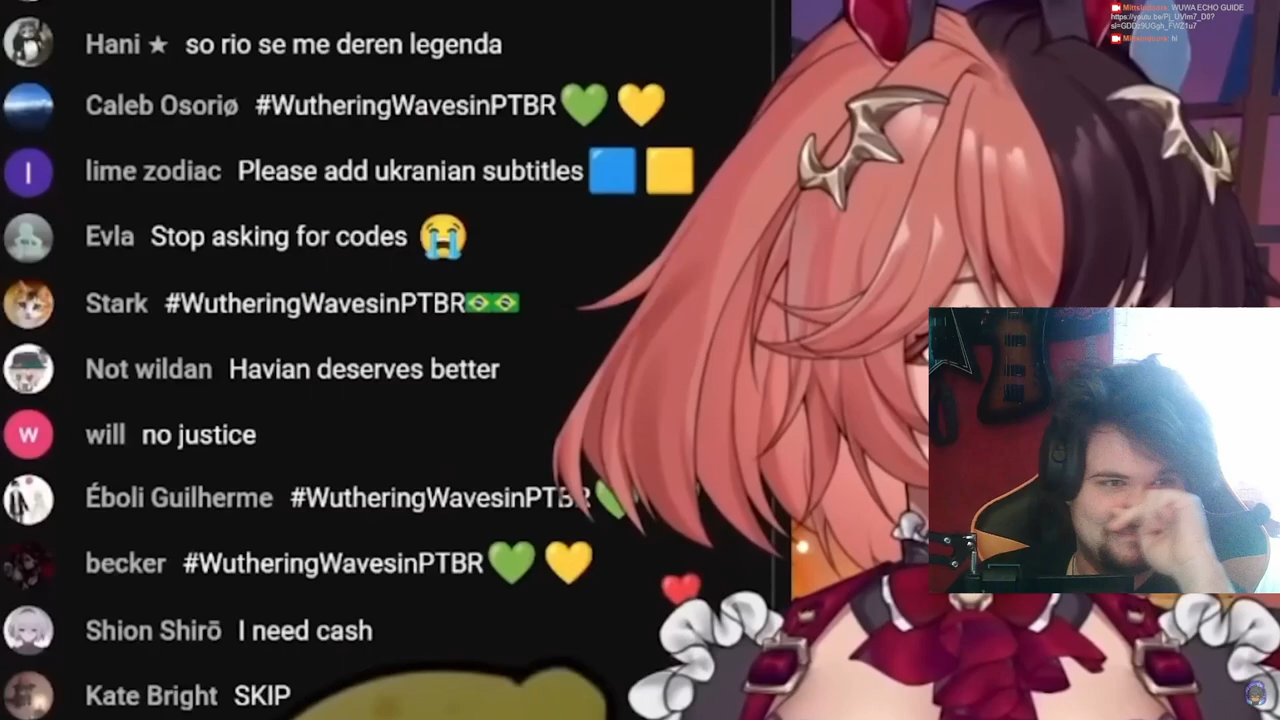 Hani ★ so rio se me deren legenda
Caleb Osoriø #WutheringWavesinPTBR💚 💛
lime zodiac Please add ukranian subtitles 🟦 🟨
Evla Stop asking for codes 😭
Stark #WutheringWavesinPTBR🇧🇷🇧🇷
Not wildan Havian deserves better
W will no justice
Éboli Guilherme #WutheringWavesinPTBR💚
becker #WutheringWavesinPTBR💚 💛
Shion Shirō I need cash
Kate Bright SKIP
WUWA ECHO GUIDE
hi